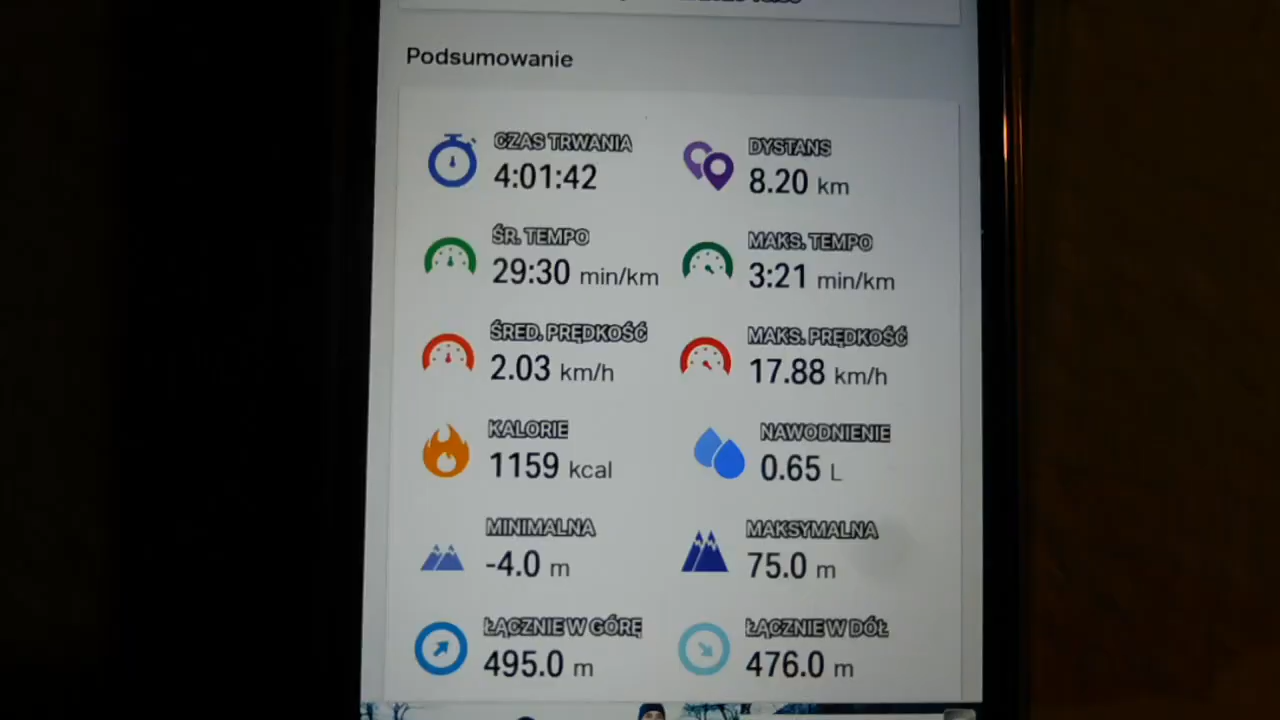 Podsumowanie
CZAS TRWANIA
4:01:42
DYSTANS
8.20 km
ŚR. TEMPO
29:30 min/km
MAKS. TEMPO
3:21 min/km
ŚRED. PRĘDKOŚĆ
2.03 km/h
MAKS. PRĘDKOŚĆ
17.88 km/h
KALORIE
1159 kcal
NAWODNIENIE
0.65 L
MINIMALNA
-4.0 m
MAKSYMALNA
75.0 m
ŁĄCZNIE W GÓRĘ
495.0 m
ŁĄCZNIE W DÓŁ
476.0 m